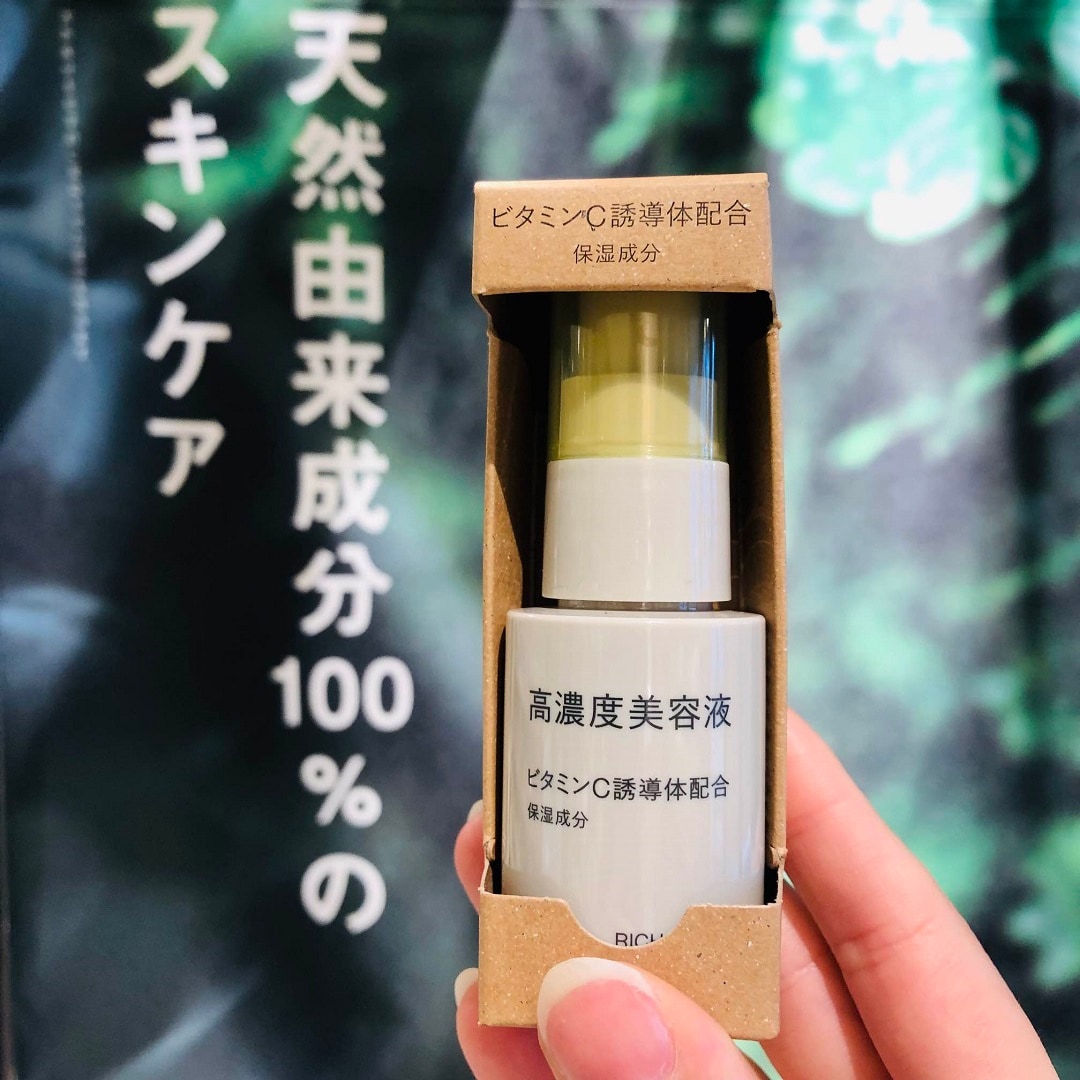 天然由来成分100%の
スキンケア
ビタミンC誘導体配合
保湿成分
高濃度美容液
ビタミンC誘導体配合
保湿成分
RICH